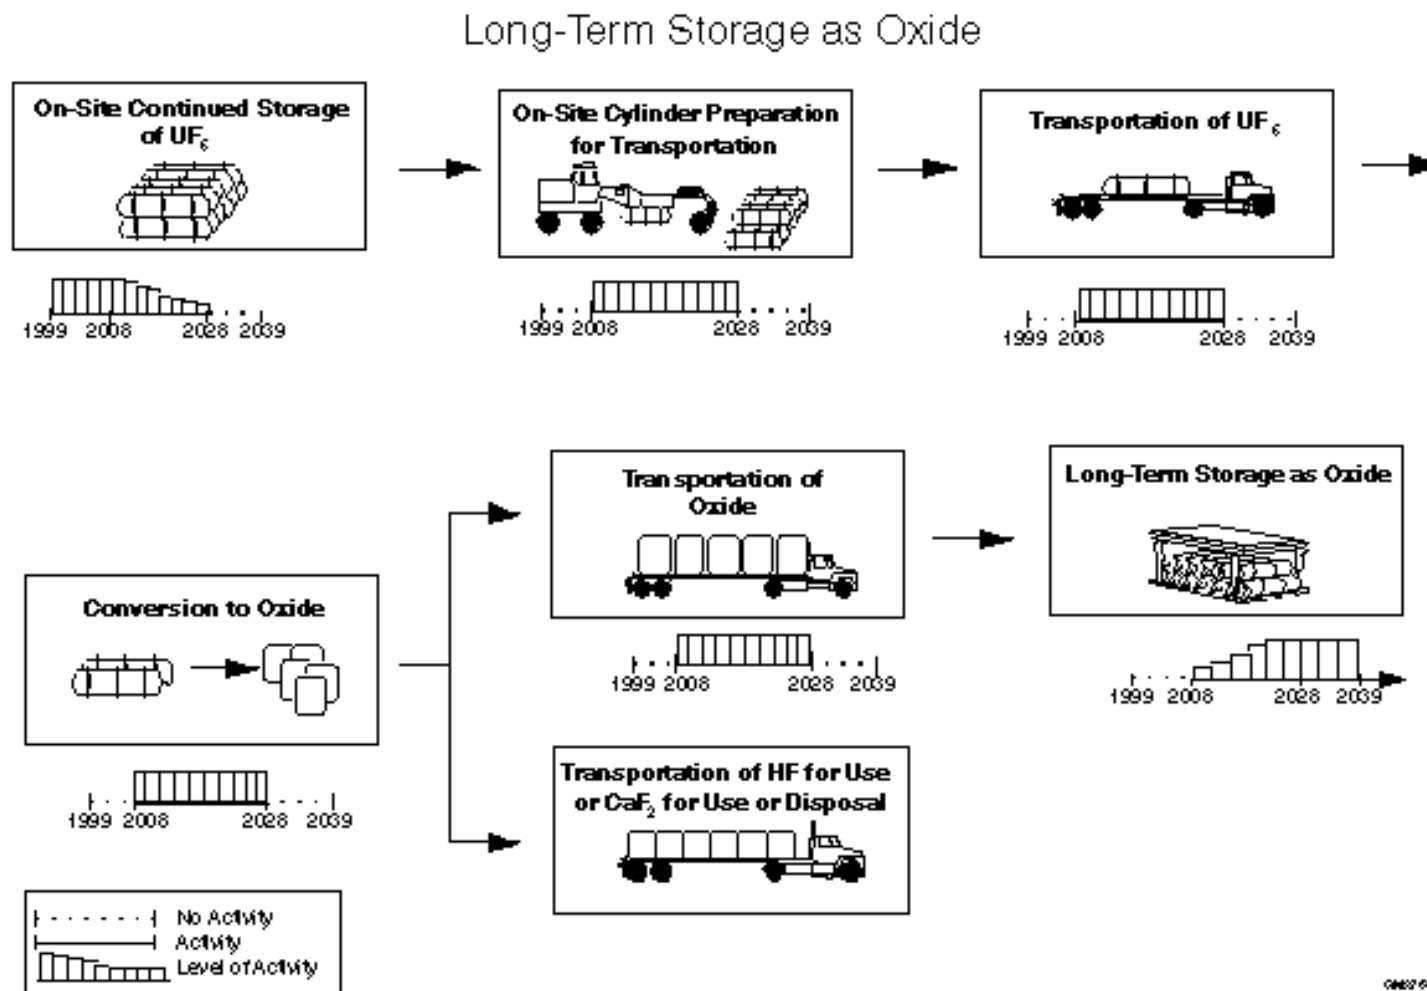 Long-Term Storage as Oxide
On-Site Continued Storage
of UF₆
1999 2008 2028 2039
On-Site Cylinder Preparation
for Transportation
1999 2008 2028 2039
Transportation of UF₆
1999 2008 2028 2039
Conversion to Oxide
1999 2008 2028 2039
Transportation of
Oxide
1999 2008 2028 2039
Long-Term Storage as Oxide
1999 2008 2028 2039
Transportation of HF for Use
or CaF₂ for Use or Disposal
No Activity
Activity
Level of Activity